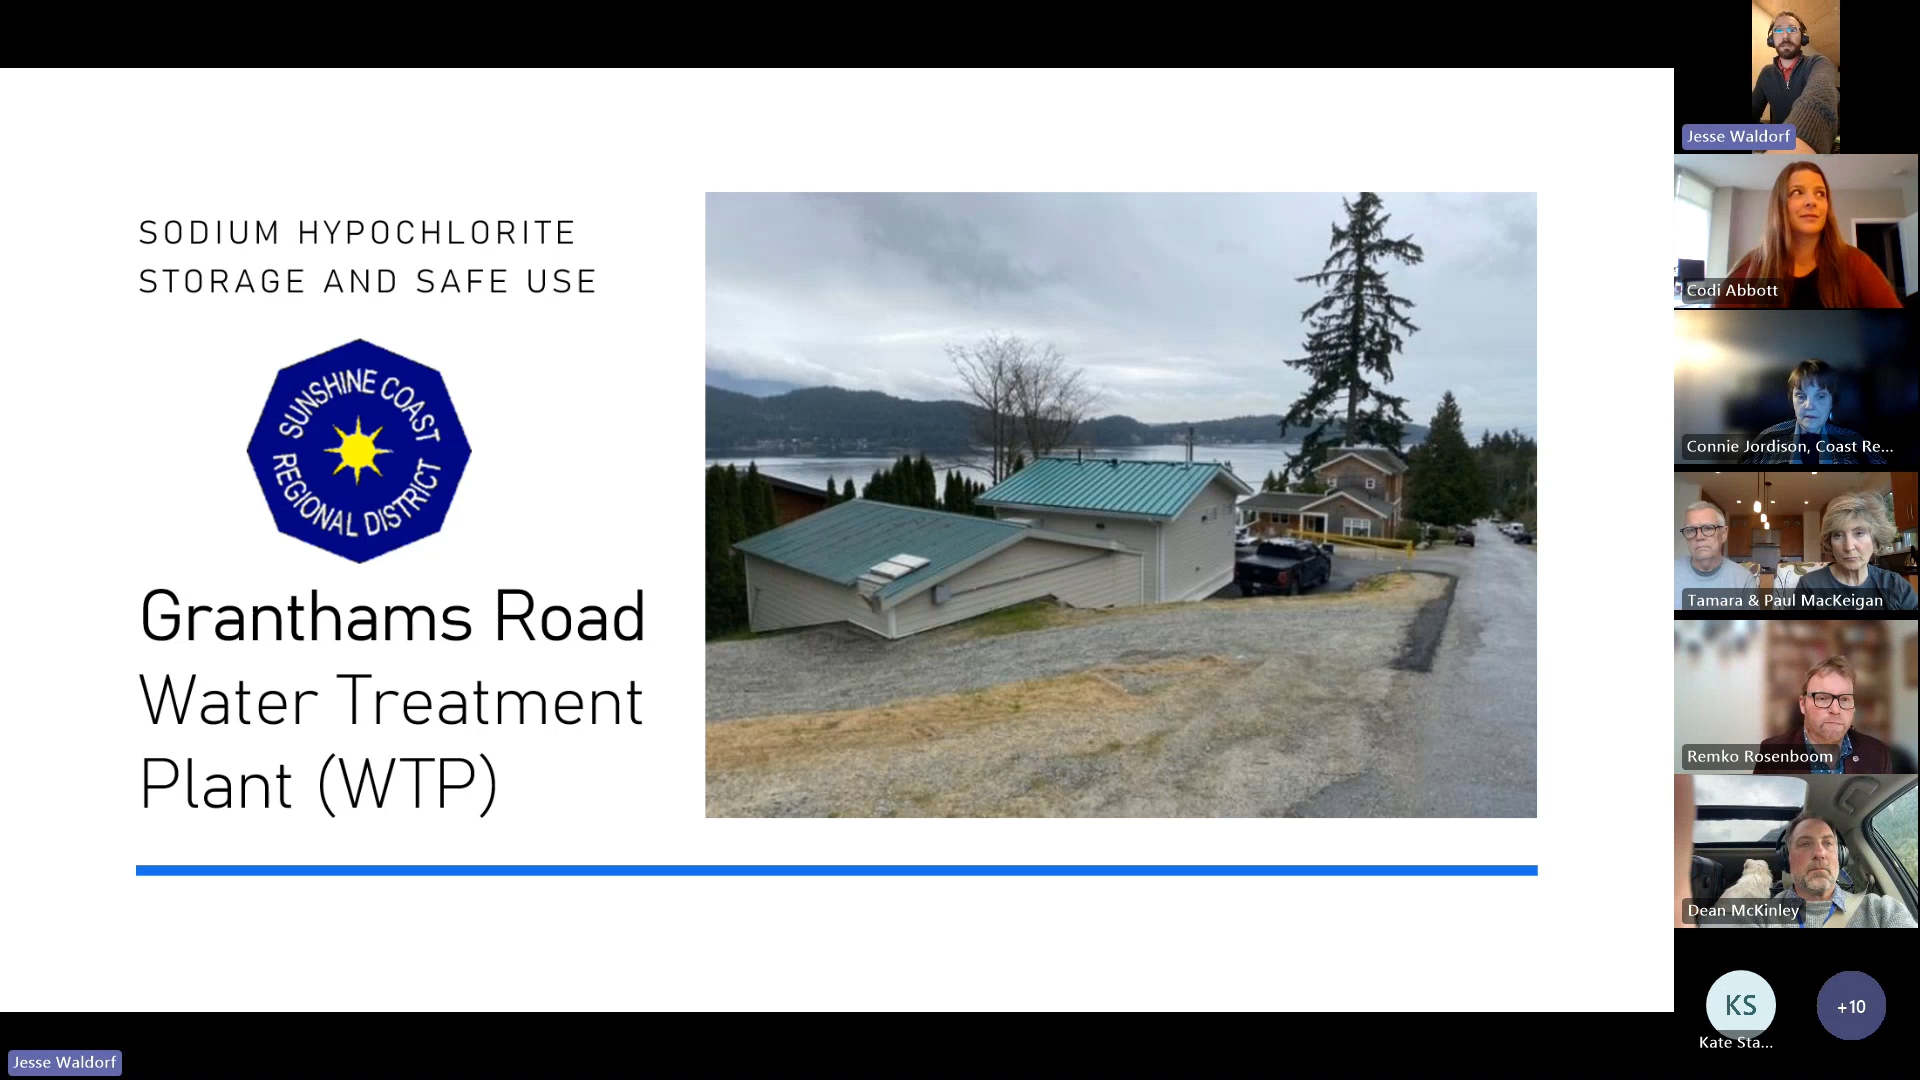 SODIUM HYPOCHLORITE
STORAGE AND SAFE USE
SUNSHINE COAST
REGIONAL DISTRICT
Granthams Road
Water Treatment
Plant (WTP)
Jesse Waldorf
Codi Abbott
Connie Jordison, Coast Re...
Tamara & Paul MacKeigan
Remko Rosenboom
Dean McKinley
KS
+10
Kate Sta...
Jesse Waldorf